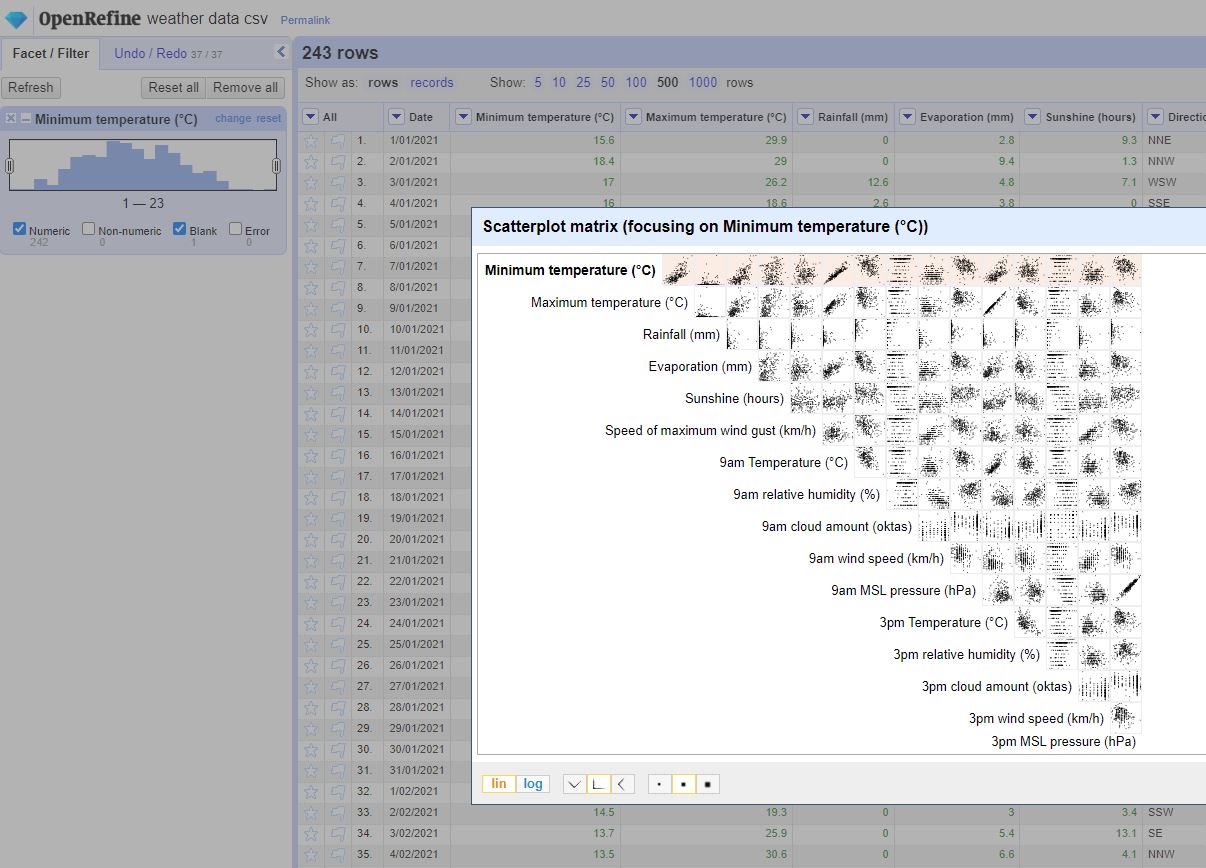 OpenRefine weather data csv Permalink
Facet / Filter Undo / Redo 37 / 37
Refresh Reset all Remove all
Minimum temperature (°C) change reset
1 — 23
Numeric Non-numeric Blank Error
242 0 1 0
243 rows
Show as: rows records Show: 5 10 25 50 100 500 1000 rows
All Date Minimum temperature (°C) Maximum temperature (°C) Rainfall (mm) Evaporation (mm) Sunshine (hours) Directio
1. 1/01/2021 15.6 29.9 0 2.8 9.3 NNE
2. 2/01/2021 18.4 29 0 9.4 1.3 NNW
3. 3/01/2021 17 26.2 12.6 4.8 7.1 WSW
4. 4/01/2021 16 18.6 2.6 3.8 0 SSE
5. 5/01/2021
6. 6/01/2021
7. 7/01/2021
8. 8/01/2021
9. 9/01/2021
10. 10/01/2021
11. 11/01/2021
12. 12/01/2021
13. 13/01/2021
14. 14/01/2021
15. 15/01/2021
16. 16/01/2021
17. 17/01/2021
18. 18/01/2021
19. 19/01/2021
20. 20/01/2021
21. 21/01/2021
22. 22/01/2021
23. 23/01/2021
24. 24/01/2021
25. 25/01/2021
26. 26/01/2021
27. 27/01/2021
28. 28/01/2021
29. 29/01/2021
30. 30/01/2021
31. 31/01/2021
32. 1/02/2021
33. 2/02/2021 14.5 19.3 0 3 3.4 SSW
34. 3/02/2021 13.7 25.9 0 5.4 13.1 SE
35. 4/02/2021 13.5 30.6 0 6.6 4.1 NNW
Scatterplot matrix (focusing on Minimum temperature (°C))
Minimum temperature (°C)
Maximum temperature (°C)
Rainfall (mm)
Evaporation (mm)
Sunshine (hours)
Speed of maximum wind gust (km/h)
9am Temperature (°C)
9am relative humidity (%)
9am cloud amount (oktas)
9am wind speed (km/h)
9am MSL pressure (hPa)
3pm Temperature (°C)
3pm relative humidity (%)
3pm cloud amount (oktas)
3pm wind speed (km/h)
3pm MSL pressure (hPa)
lin log